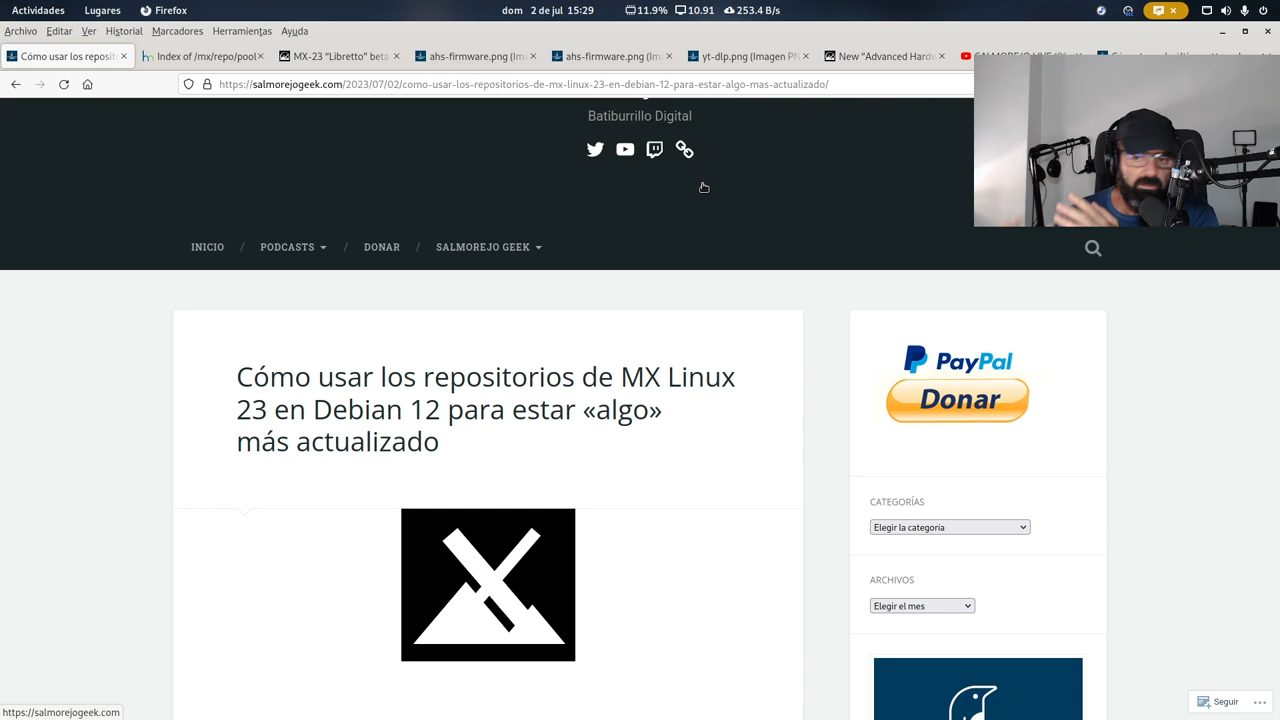 Actividades Lugares Firefox dom 2 de jul 15:29 11.9% 10.91 253.4 B/s
Archivo Editar Ver Historial Marcadores Herramientas Ayuda
Cómo usar los reposit Index of /mx/repo/pool MX-23 “Libretto” beta ahs-firmware.png (Ima ahs-firmware.png (Ima yt-dlp.png (Imagen PN New “Advanced Hardw
https://salmorejogeek.com/2023/07/02/como-usar-los-repositorios-de-mx-linux-23-en-debian-12-para-estar-algo-mas-actualizado/
Batiburrillo Digital
INICIO / PODCASTS / DONAR / SALMOREJO GEEK
Cómo usar los repositorios de MX Linux
23 en Debian 12 para estar «algo»
más actualizado
PayPal
Donar
CATEGORÍAS
Elegir la categoría
ARCHIVOS
Elegir el mes
Seguir
https://salmorejogeek.com